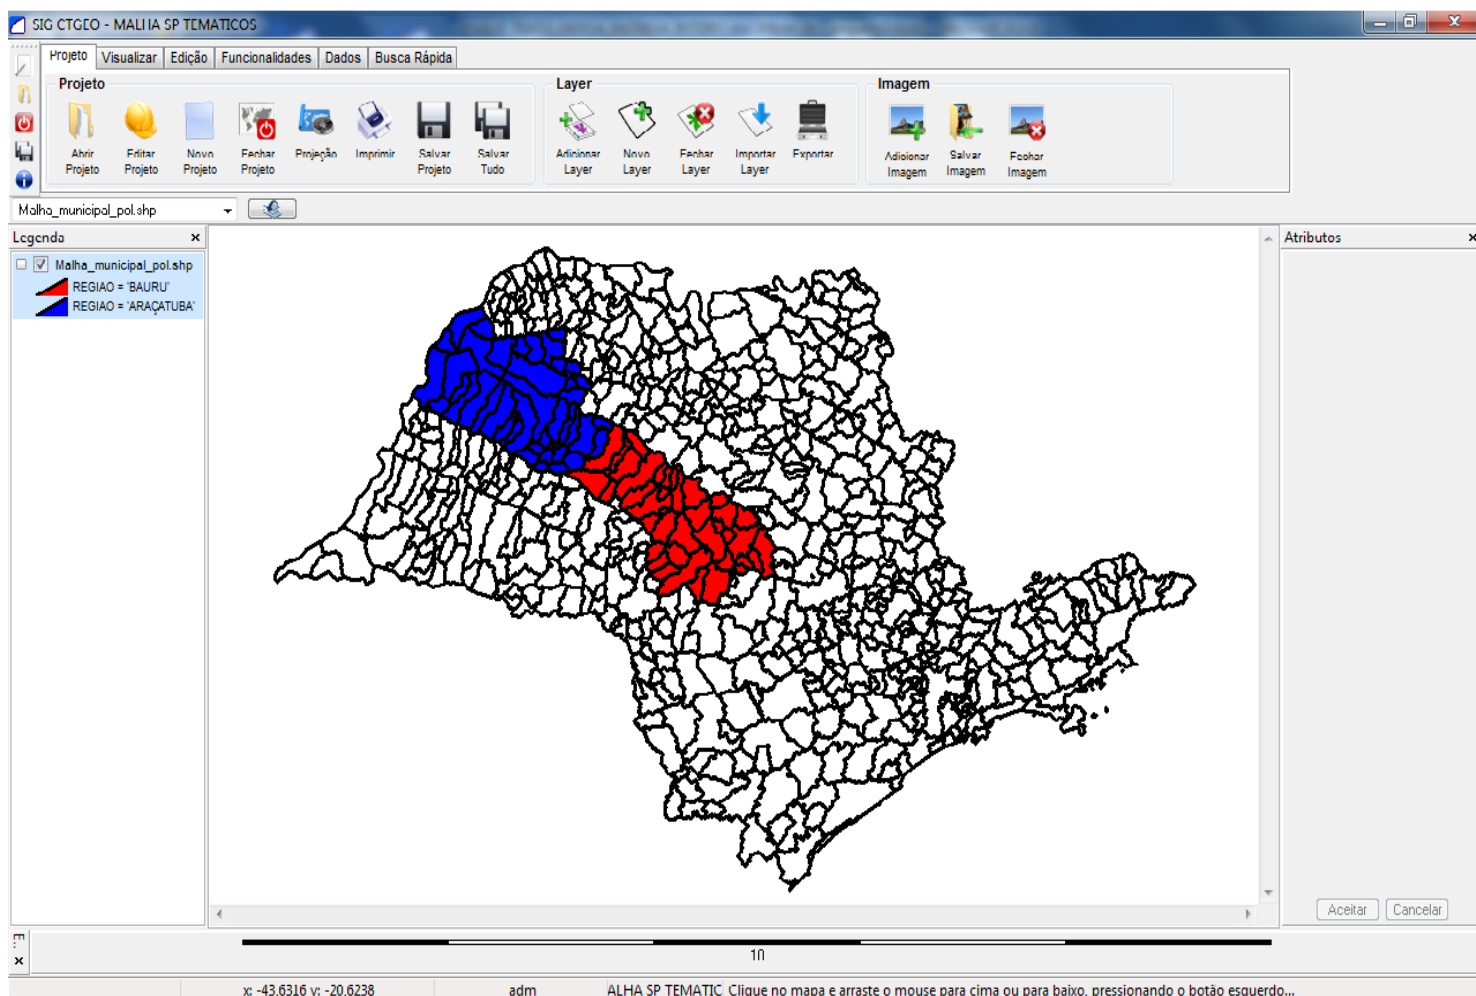 SIG CTGEO - MALHA SP TEMATICOS
Projeto Visualizar Edição Funcionalidades Dados Busca Rápida
Projeto Layer Imagem
Abrir Projeto
Editar Projeto
Novo Projeto
Fechar Projeto
Projeção
Imprimir
Salvar Projeto
Salvar Tudo
Adicionar Layer
Novo Layer
Fechar Layer
Importar Layer
Exportar
Adicionar Imagem
Salvar Imagem
Fechar Imagem
Malha_municipal_pol.shp
Legenda
Atributos
Malha_municipal_pol.shp
REGIAO = 'BAURU'
REGIAO = 'ARAÇATUBA'
Aceitar Cancelar
E...
10
x: -43.6316 y: -20.6238 adm ALHA SP TEMATIC Clique no mapa e arraste o mouse para cima ou para baixo, pressionando o botão esquerdo...